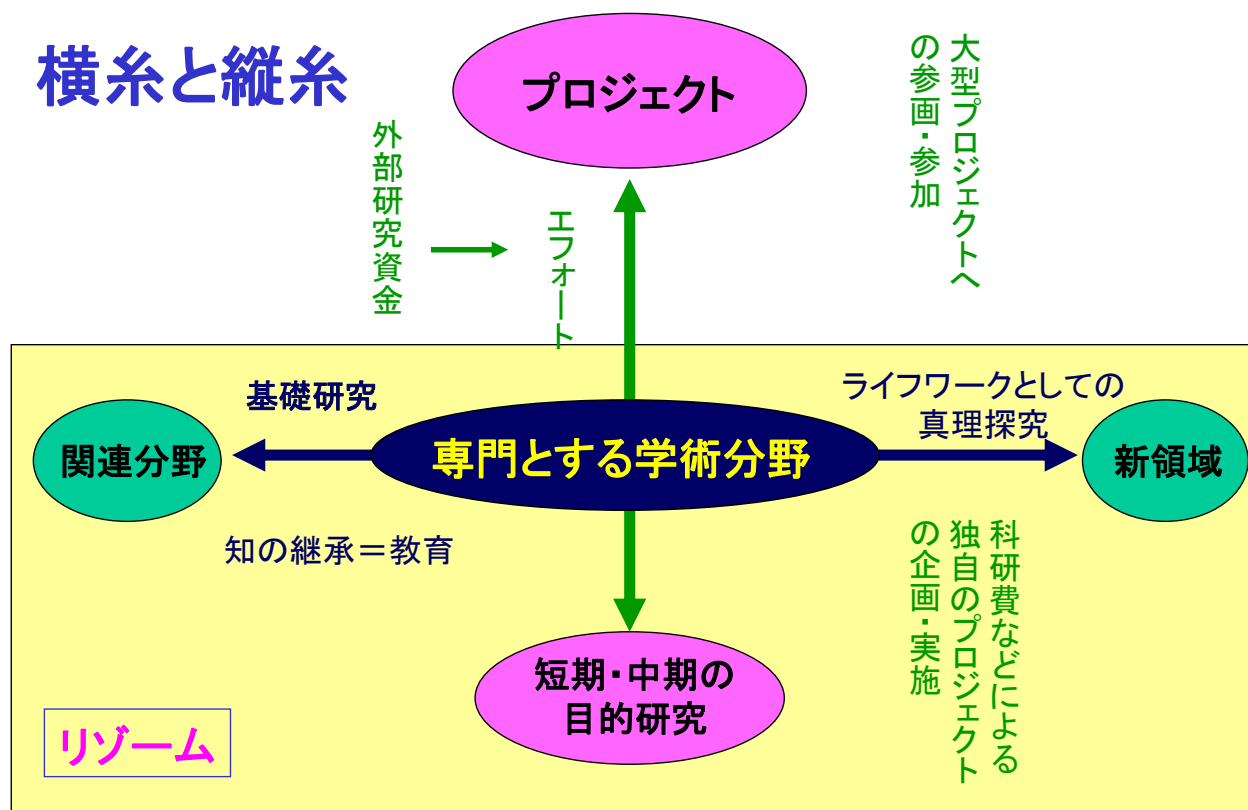 横糸と縦糸
プロジェクト
大型プロジェクトへ
の参画・参加
外部研究資金
エフォート
基礎研究
ライフワークとしての
真理探究
関連分野
専門とする学術分野
新領域
知の継承＝教育
科研費などによる
独自のプロジェクト
の企画・実施
短期・中期の
目的研究
リゾーム